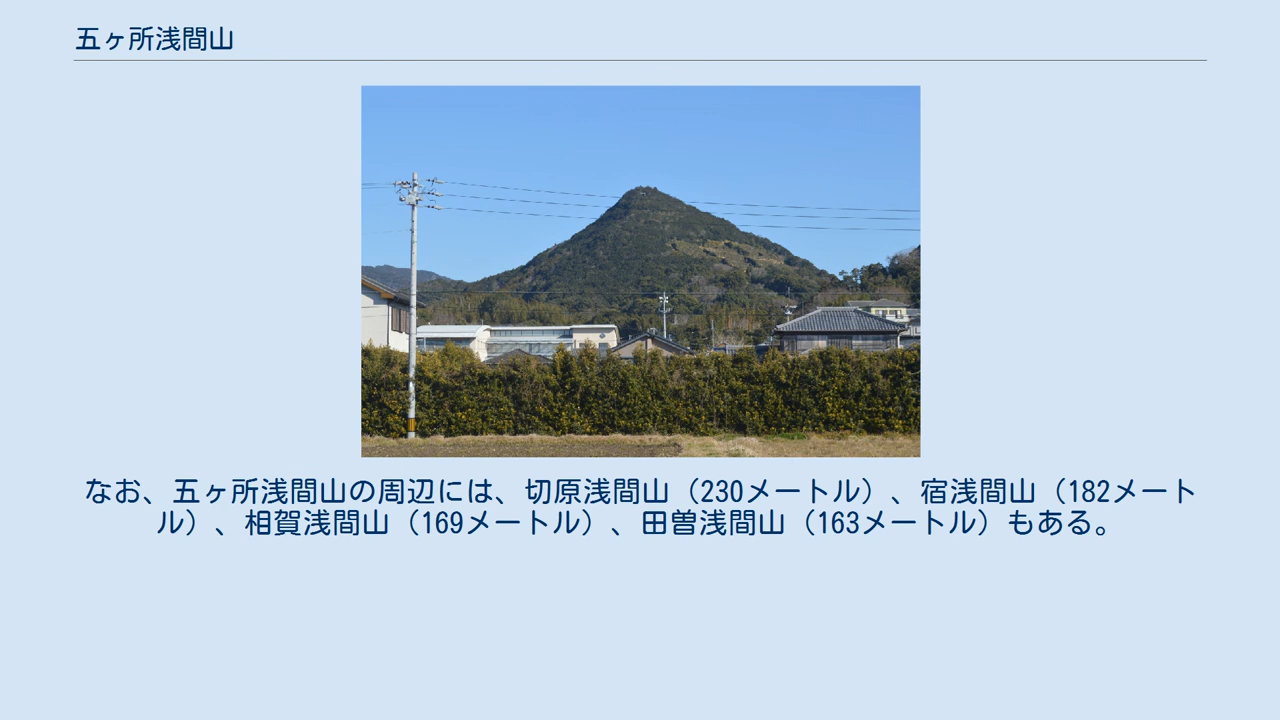 五ヶ所浅間山
なお、五ヶ所浅間山の周辺には、切原浅間山（230メートル）、宿浅間山（182メート
ル）、相賀浅間山（169メートル）、田曽浅間山（163メートル）もある。